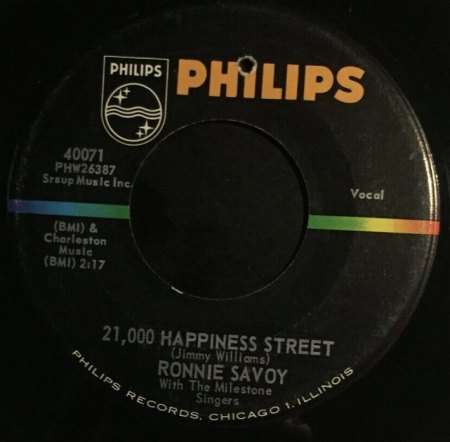 PHILIPS
PHILIPS
40071
PHW26387
Srsup Music Inc.
Vocal
(BMI) &
Charleston
Music
(BMI) 2:17
21,000 HAPPINESS STREET
(Jimmy Williams)
RONNIE SAVOY
With The Milestone
Singers
PHILIPS RECORDS, CHICAGO 1, ILLINOIS